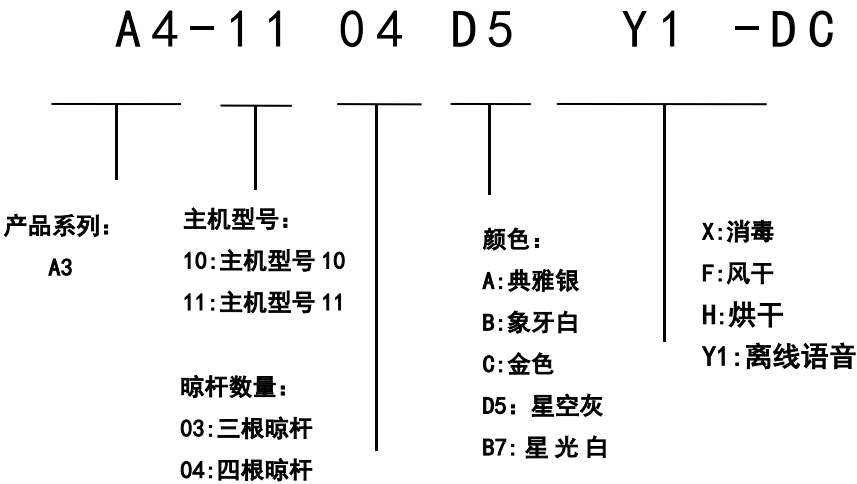 A4-11 04 D5 Y1 -DC
产品系列:
A3
主机型号:
10:主机型号10
11:主机型号11
晾杆数量:
03:三根晾杆
04:四根晾杆
颜色:
A:典雅银
B:象牙白
C:金色
D5: 星空灰
B7: 星光白
X:消毒
F:风干
H:烘干
Y1:离线语音